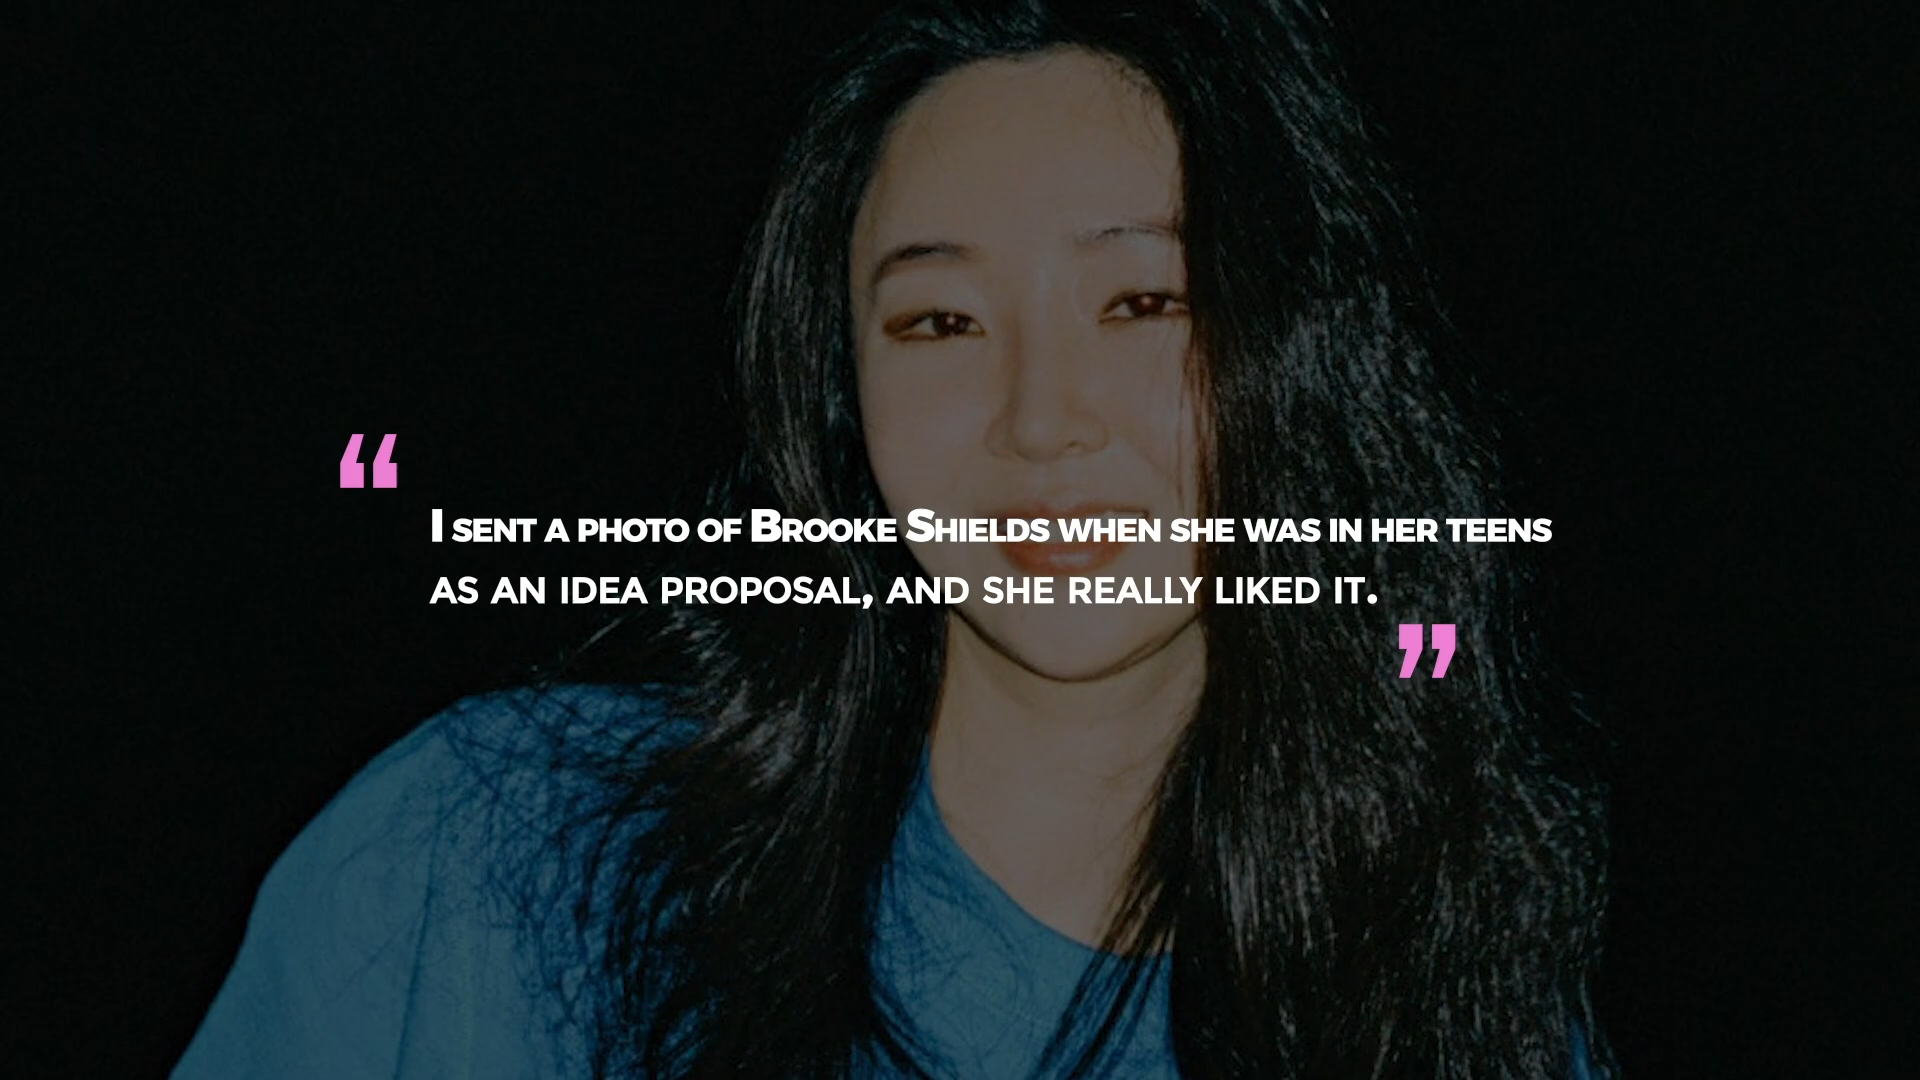 “
I sent a photo of Brooke Shields when she was in her teens
as an idea proposal, and she really liked it.
”